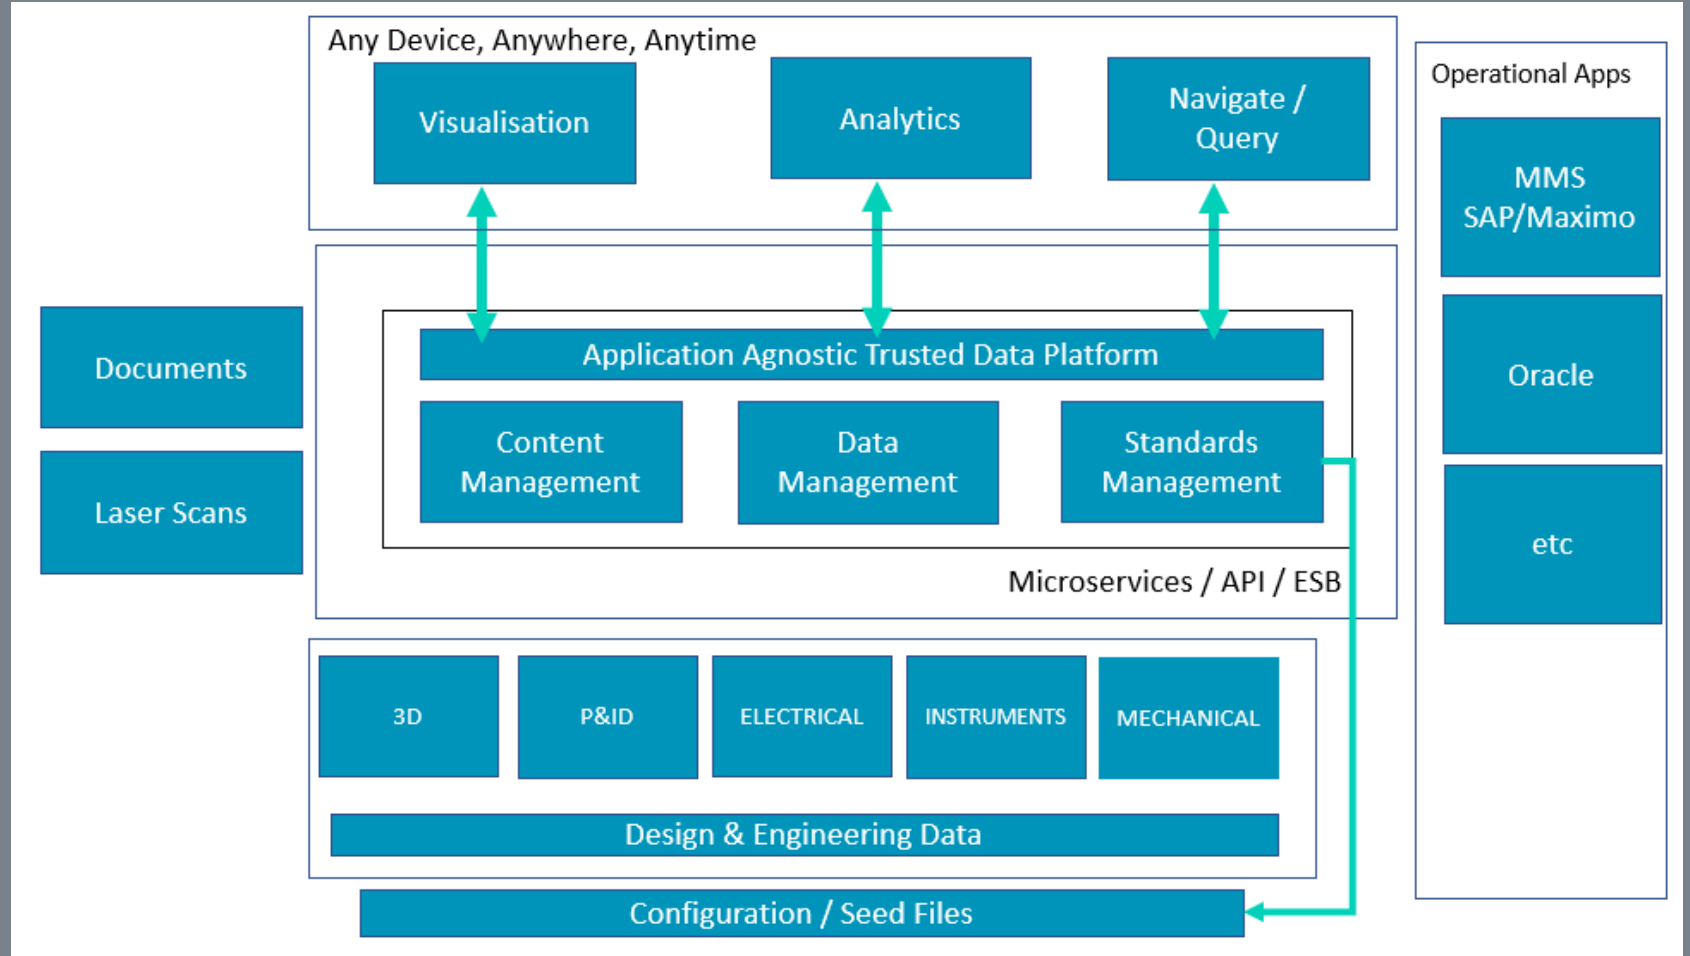 Any Device, Anywhere, Anytime
Visualisation
Analytics
Navigate /
Query
Operational Apps
MMS
SAP/Maximo
Oracle
etc
Documents
Laser Scans
Application Agnostic Trusted Data Platform
Content
Management
Data
Management
Standards
Management
Microservices / API / ESB
3D
P&ID
ELECTRICAL
INSTRUMENTS
MECHANICAL
Design & Engineering Data
Configuration / Seed Files